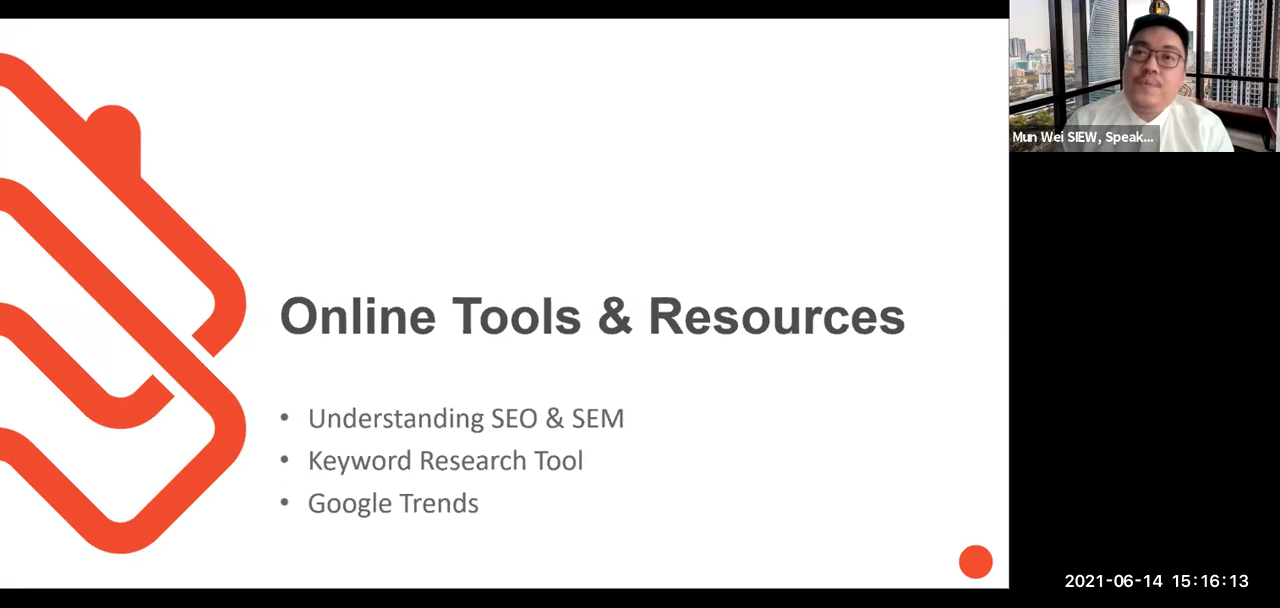 Online Tools & Resources
• Understanding SEO & SEM
• Keyword Research Tool
• Google Trends
Mun Wei SIEW, Speak...
2021-06-14 15:16:13